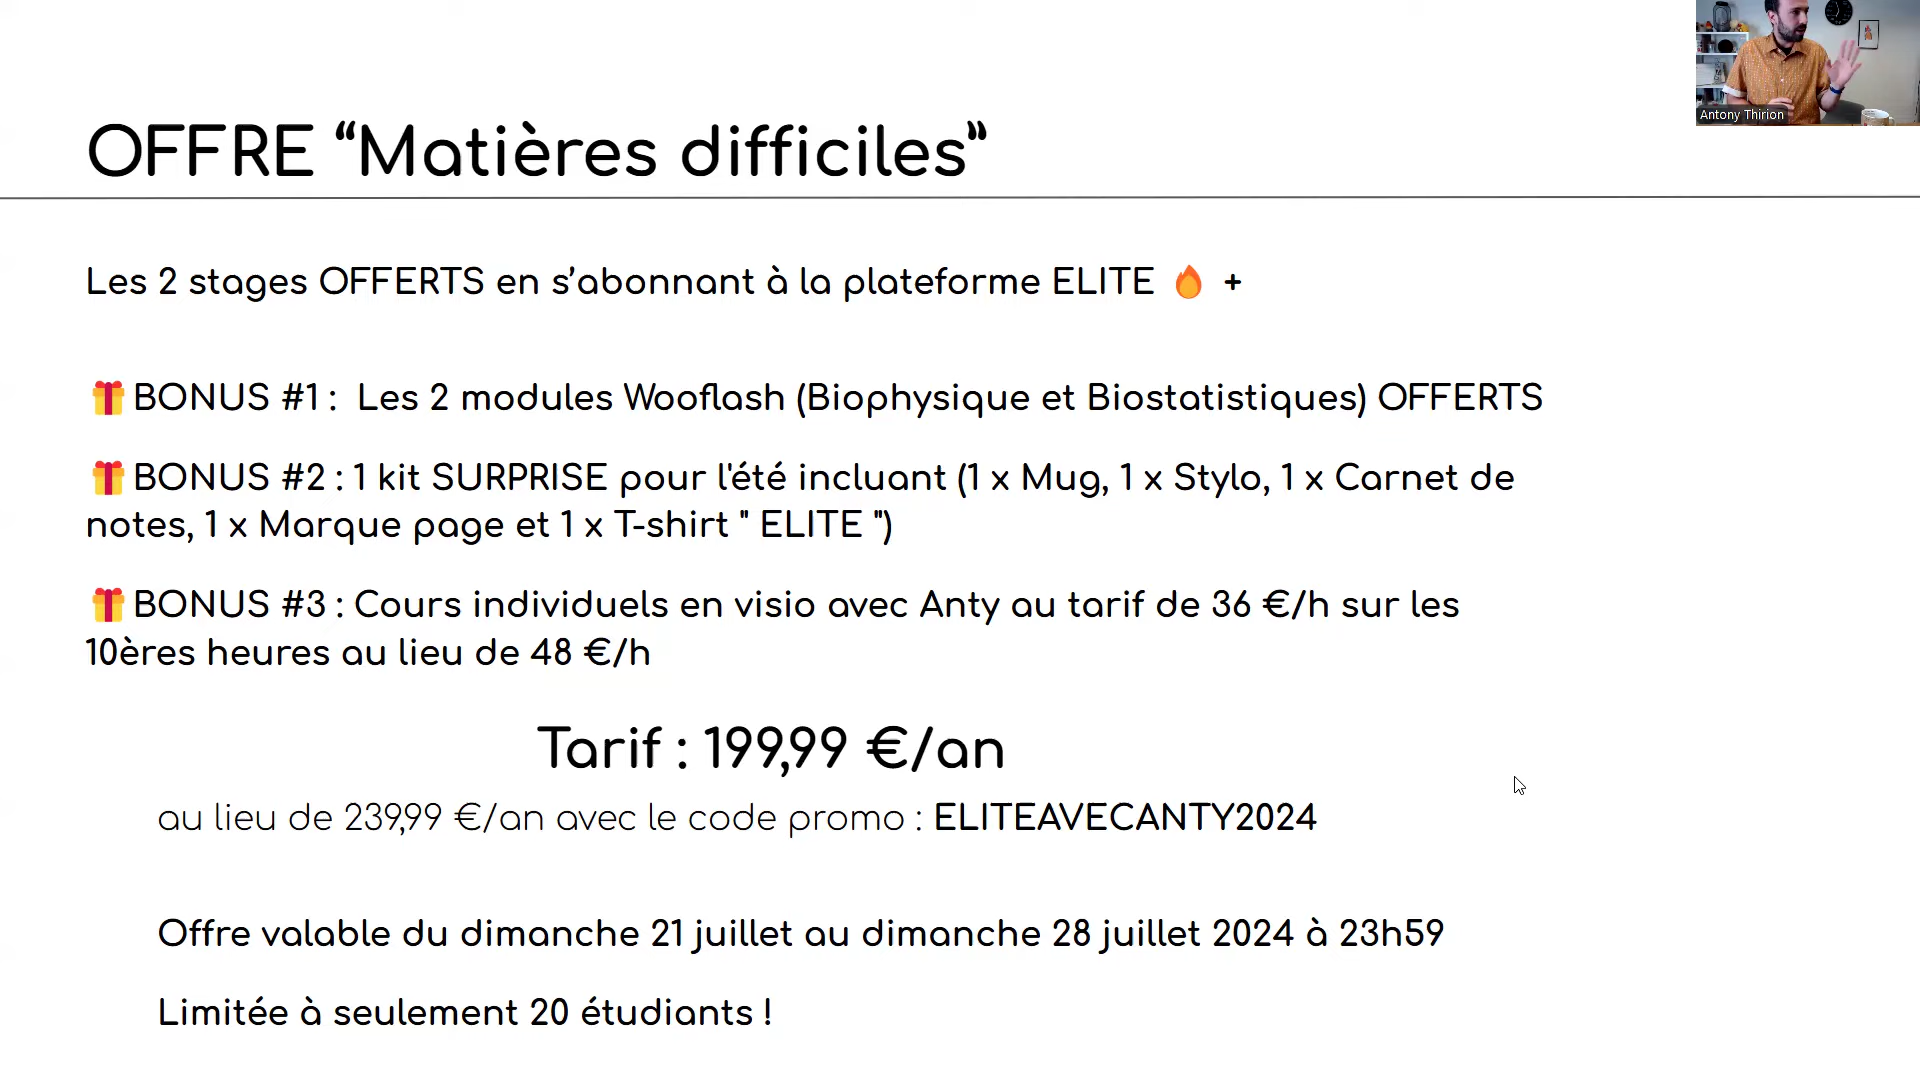 Antony Thirion
OFFRE “Matières difficiles”
Les 2 stages OFFERTS en s’abonnant à la plateforme ELITE 🔥 +
🎁BONUS #1 : Les 2 modules Wooflash (Biophysique et Biostatistiques) OFFERTS
🎁BONUS #2 : 1 kit SURPRISE pour l'été incluant (1 x Mug, 1 x Stylo, 1 x Carnet de
notes, 1 x Marque page et 1 x T-shirt " ELITE ")
🎁BONUS #3 : Cours individuels en visio avec Anty au tarif de 36 €/h sur les
10ères heures au lieu de 48 €/h
Tarif : 199,99 €/an
au lieu de 239,99 €/an avec le code promo : ELITEAVECANTY2024
Offre valable du dimanche 21 juillet au dimanche 28 juillet 2024 à 23h59
Limitée à seulement 20 étudiants !